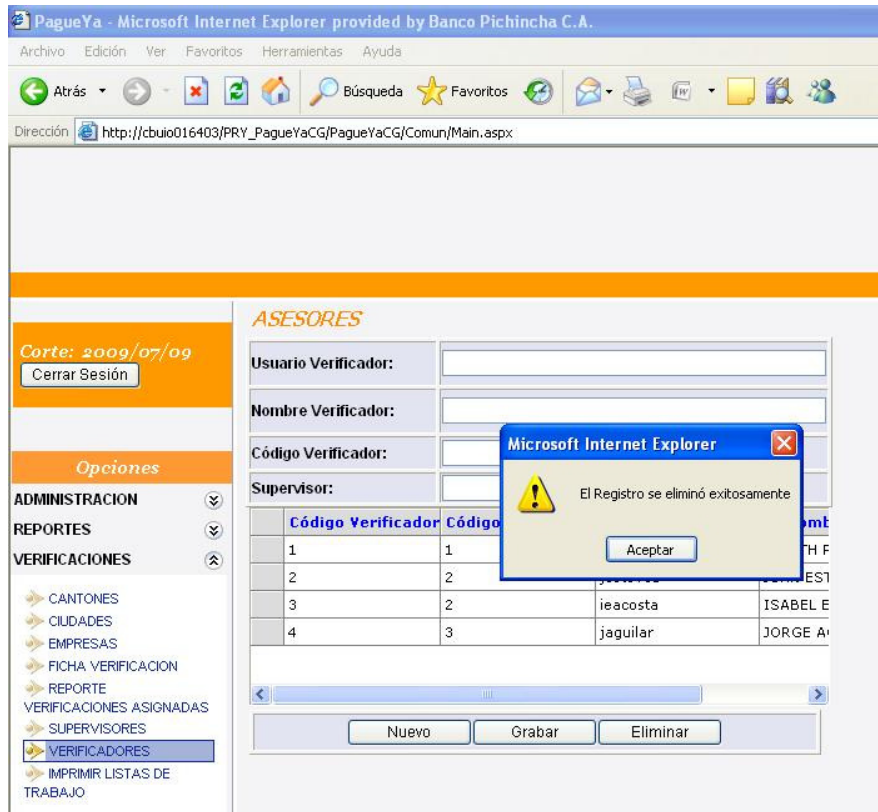 PagueYa - Microsoft Internet Explorer provided by Banco Pichincha C.A.
Archivo Edición Ver Favoritos Herramientas Ayuda
Atrás Búsqueda Favoritos
Dirección http://cbuio016403/PRY_PagueYaCG/PagueYaCG/Comun/Main.aspx
ASESORES
Corte: 2009/07/09
Cerrar Sesión
Opciones
ADMINISTRACION
REPORTES
VERIFICACIONES
CANTONES
CIUDADES
EMPRESAS
FICHA VERIFICACION
REPORTE
VERIFICACIONES ASIGNADAS
SUPERVISORES
VERIFICADORES
IMPRIMIR LISTAS DE
TRABAJO
Usuario Verificador:
Nombre Verificador:
Código Verificador:
Supervisor:
Microsoft Internet Explorer
El Registro se eliminó exitosamente
Aceptar
Código Verificador Código
1 1
2 2
3 2 ieacosta ISABEL E
4 3 jaguilar JORGE
Nuevo Grabar Eliminar